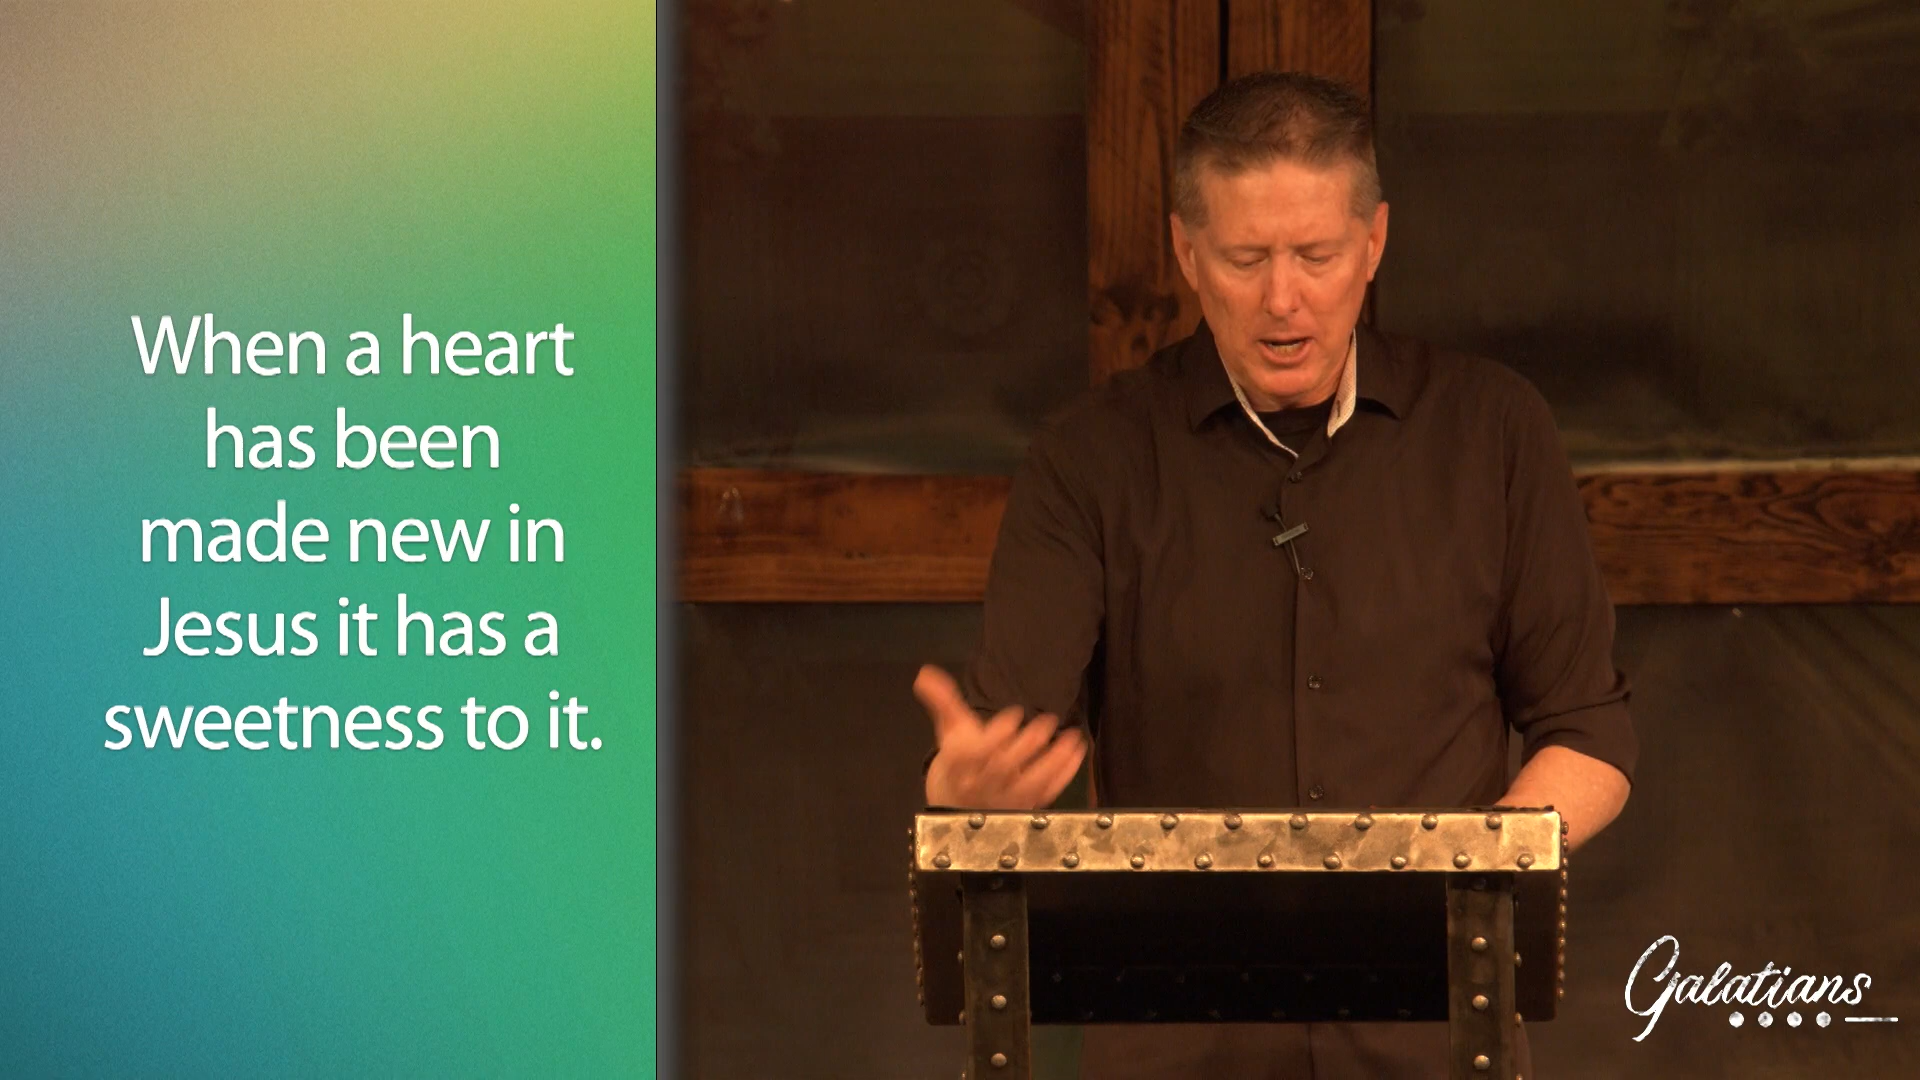 When a heart
has been
made new in
Jesus it has a
sweetness to it.
Galatians